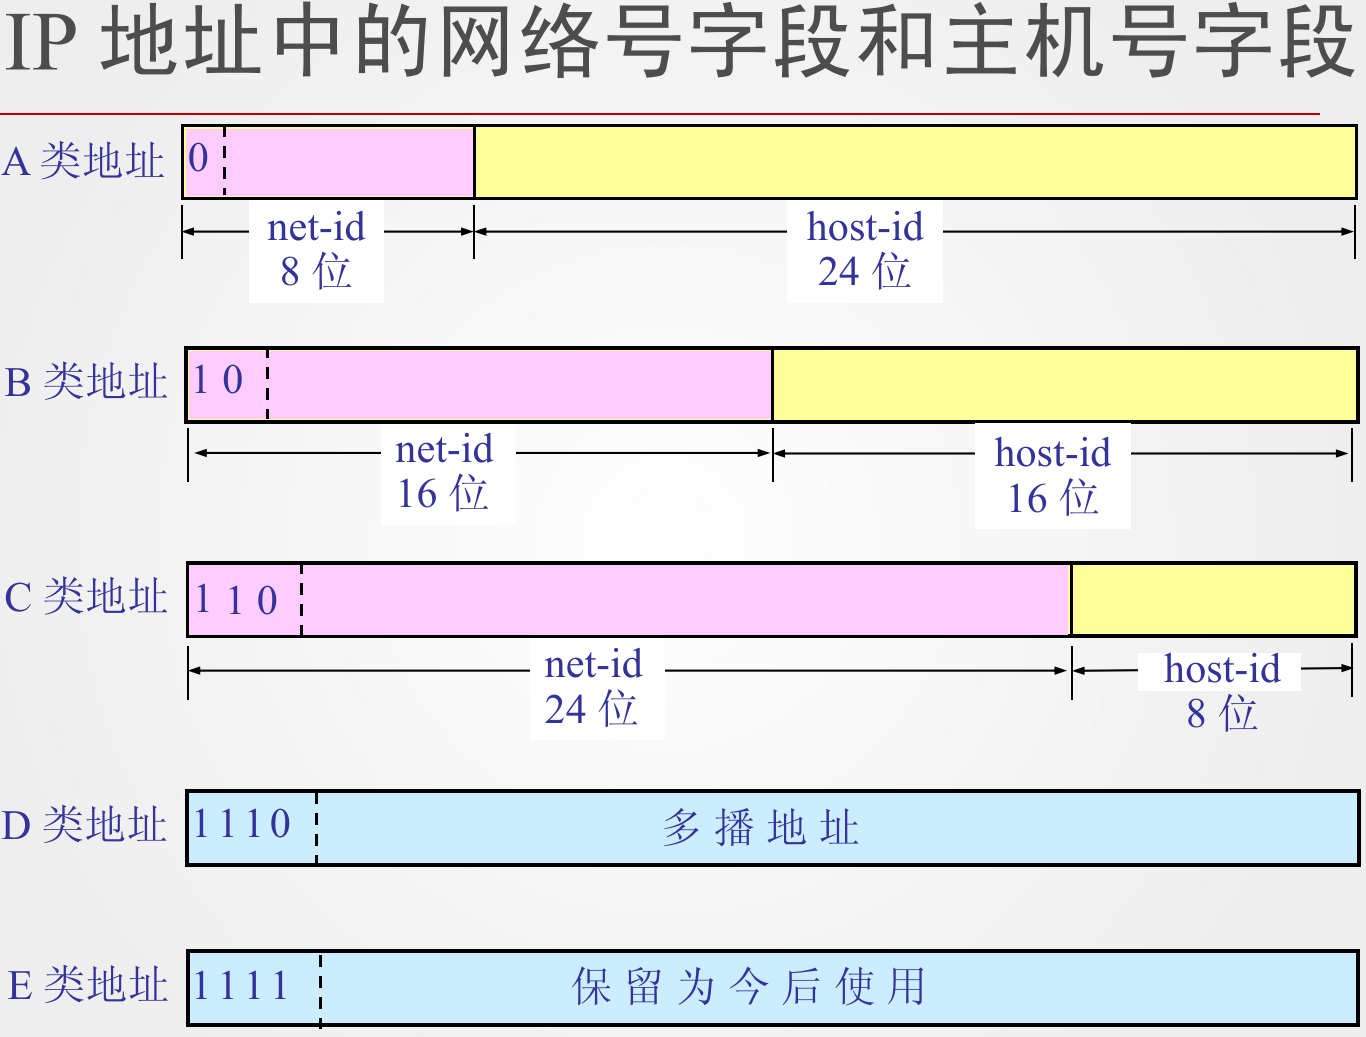 IP 地址中的网络号字段和主机号字段
A 类地址
0
net-id
8 位
host-id
24 位
B 类地址
1 0
net-id
16 位
host-id
16 位
C 类地址
1 1 0
net-id
24 位
host-id
8 位
D 类地址
1 1 1 0
多 播 地 址
E 类地址
1 1 1 1
保 留 为 今 后 使 用